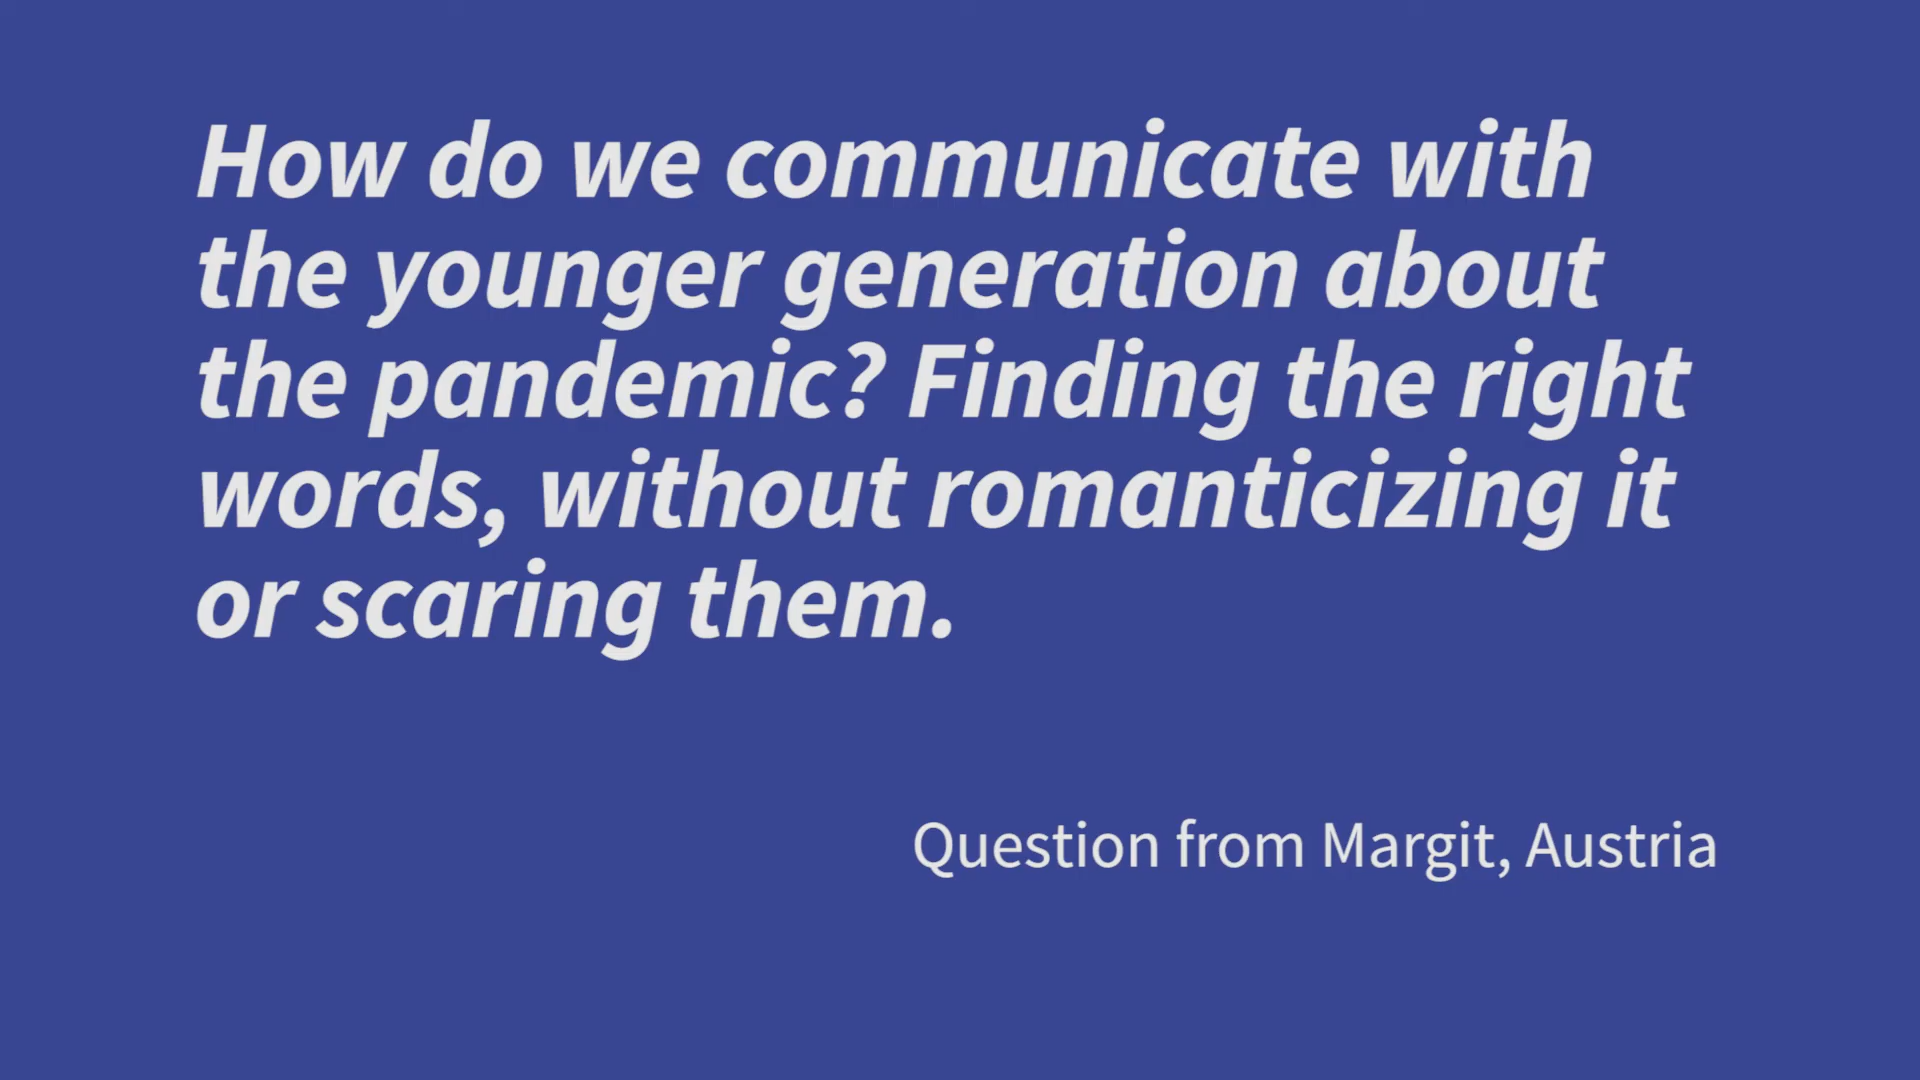 How do we communicate with
the younger generation about
the pandemic? Finding the right
words, without romanticizing it
or scaring them.
Question from Margit, Austria